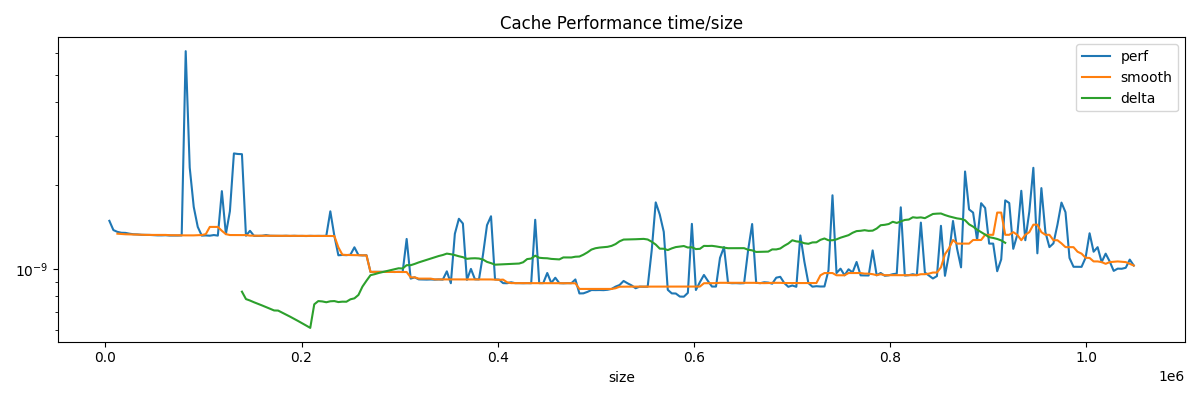 Cache Performance time/size
perf
smooth
delta
10⁻⁹
0.0 0.2 0.4 0.6 0.8 1.0
size
1e6